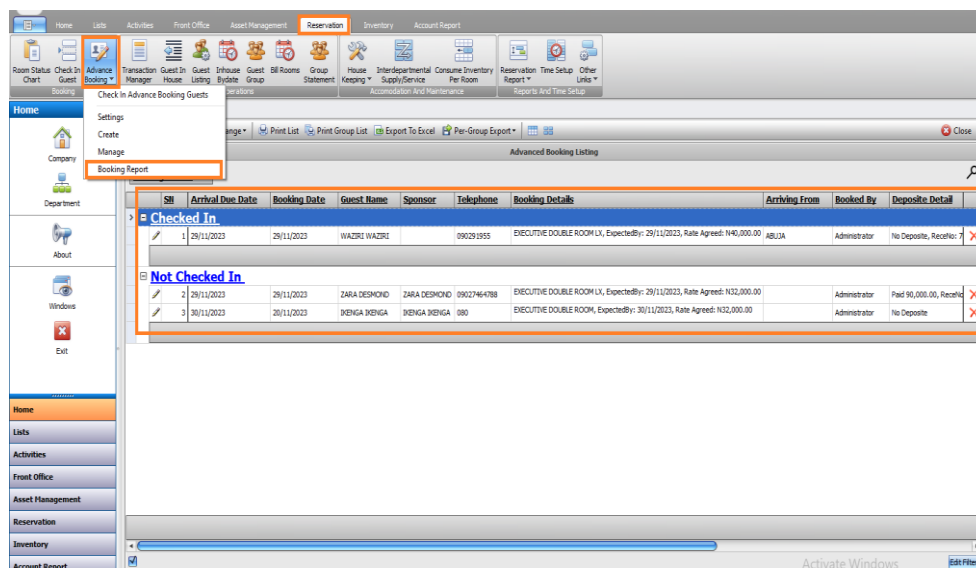 Home Lists Activities Front Office Asset Management Reservation Inventory Account Report
Room Status Chart
Check In Guest
Advance Booking
Transaction Manager
Guest In House
Guest Listing
Inhouse Bydate
Guest Group
Bill Rooms
Group Statement
House Keeping
Interdepartmental Supply/Service
Consume Inventory Per Room
Reservation Report
Time Setup
Other Links
Booking
Accomodation And Maintenance
Reports And Time Setup
Check In Advance Booking Guests
Settings
Create
Manage
Booking Report
Home
Company
Department
About
Windows
Exit
Print List Print Group List Export To Excel Per-Group Export Close
Advanced Booking Listing
SN Arrival Due Date Booking Date Guest Name Sponsor Telephone Booking Details Arriving From Booked By Deposite Detail
Checked In
1 29/11/2023 29/11/2023 WAZIRI WAZIRI 090291955 EXECUTIVE DOUBLE ROOM LX, ExpectedBy: 29/11/2023, Rate Agreed: N40,000.00 ABUJA Administrator No Deposite, ReceNo: 7
Not Checked In
2 29/11/2023 29/11/2023 ZARA DESMOND ZARA DESMOND 09027464788 EXECUTIVE DOUBLE ROOM LX, ExpectedBy: 29/11/2023, Rate Agreed: N32,000.00 Administrator Paid 90,000.00, ReceNo
3 30/11/2023 20/11/2023 IKENGA IKENGA IKENGA IKENGA 080 EXECUTIVE DOUBLE ROOM, ExpectedBy: 30/11/2023, Rate Agreed: N32,000.00 Administrator No Deposite
Home
Lists
Activities
Front Office
Asset Management
Reservation
Inventory
Account Report
Activate Windows
Edit Filter